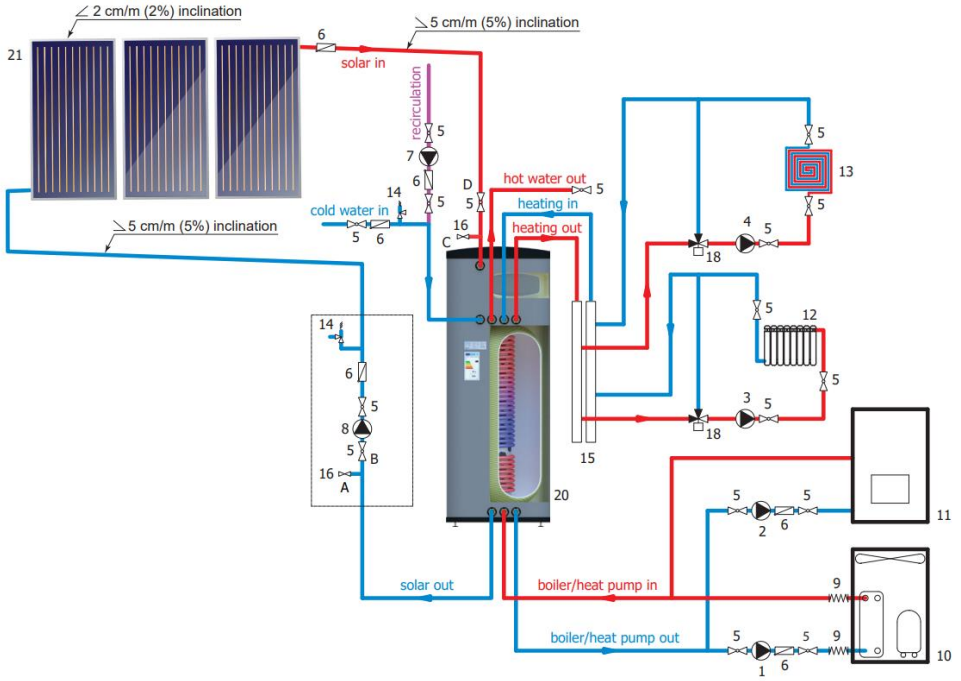 ∠ 2 cm/m (2%) inclination
21
6
solar in
≥ 5 cm/m (5%) inclination
recirculation
5
7
6
5
14
cold water in
5
6
D
5
16
C
hot water out
5
heating in
heating out
5
13
5
4
5
18
≥ 5 cm/m (5%) inclination
14
6
5
8
5
B
16
A
5
12
5
3
5
18
15
20
5
5
2
6
11
solar out
boiler/heat pump in
9
boiler/heat pump out
5
5
9
1
6
10